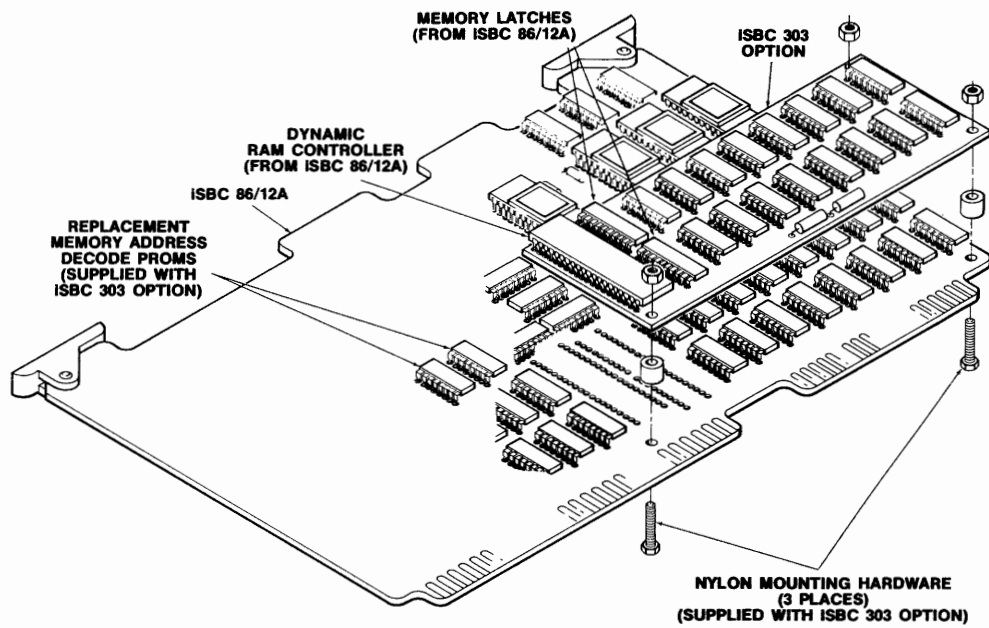 MEMORY LATCHES
(FROM iSBC 86/12A)
iSBC 303
OPTION
DYNAMIC
RAM CONTROLLER
(FROM iSBC 86/12A)
iSBC 86/12A
REPLACEMENT
MEMORY ADDRESS
DECODE PROMS
(SUPPLIED WITH
iSBC 303 OPTION)
NYLON MOUNTING HARDWARE
(3 PLACES)
(SUPPLIED WITH iSBC 303 OPTION)